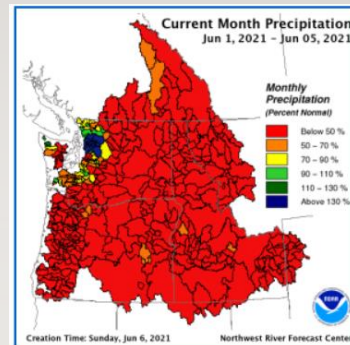 Current Month Precipitation
Jun 1, 2021 - Jun 05, 2021
Monthly
Precipitation
(Percent Normal)
Below 50 %
50 - 70 %
70 - 90 %
90 - 110 %
110 - 130 %
Above 130 %
NOAA
Creation Time: Sunday, Jun 6, 2021
Northwest River Forecast Center